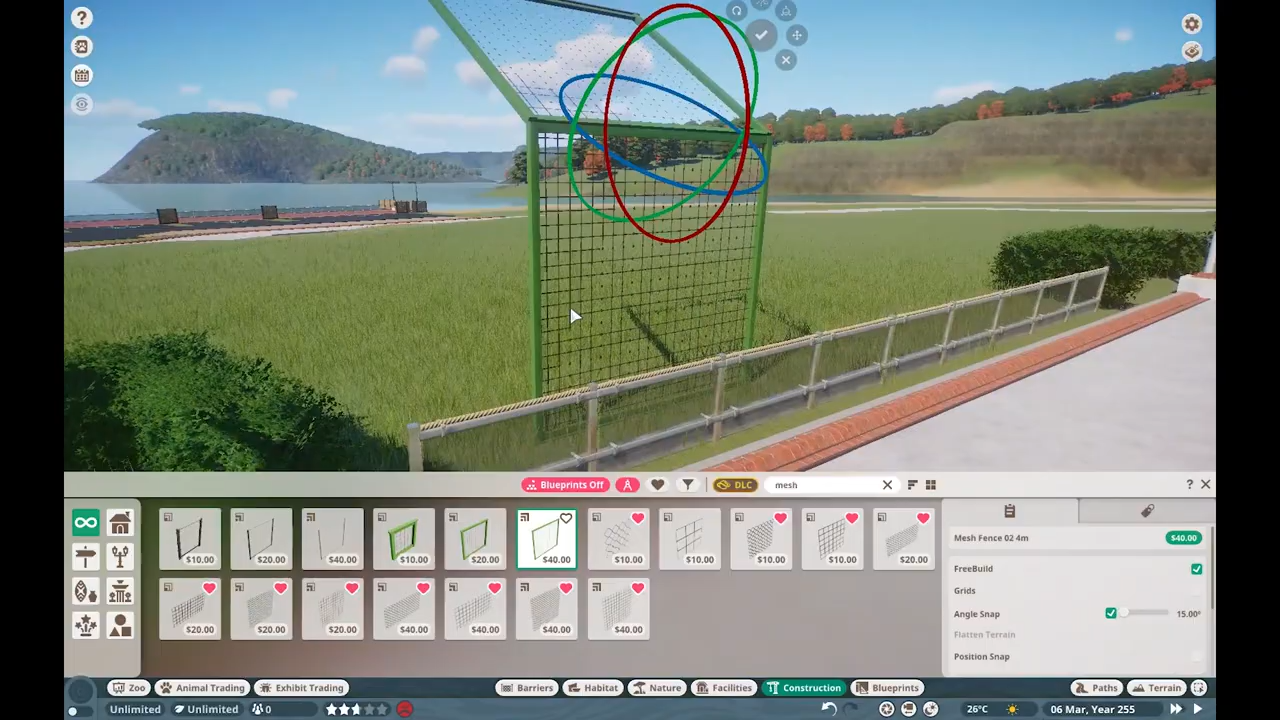 ?
Blueprints Off
DLC
mesh
?
$10.00
$20.00
$40.00
$10.00
$20.00
$40.00
$10.00
$10.00
$10.00
$10.00
$20.00
$20.00
$20.00
$20.00
$40.00
$40.00
$40.00
$40.00
Mesh Fence 02 4m
$40.00
FreeBuild
Grids
Angle Snap
15.00°
Flatten Terrain
Position Snap
Zoo
Animal Trading
Exhibit Trading
Barriers
Habitat
Nature
Facilities
Construction
Blueprints
Paths
Terrain
Unlimited
Unlimited
0
26°C
06 Mar, Year 255